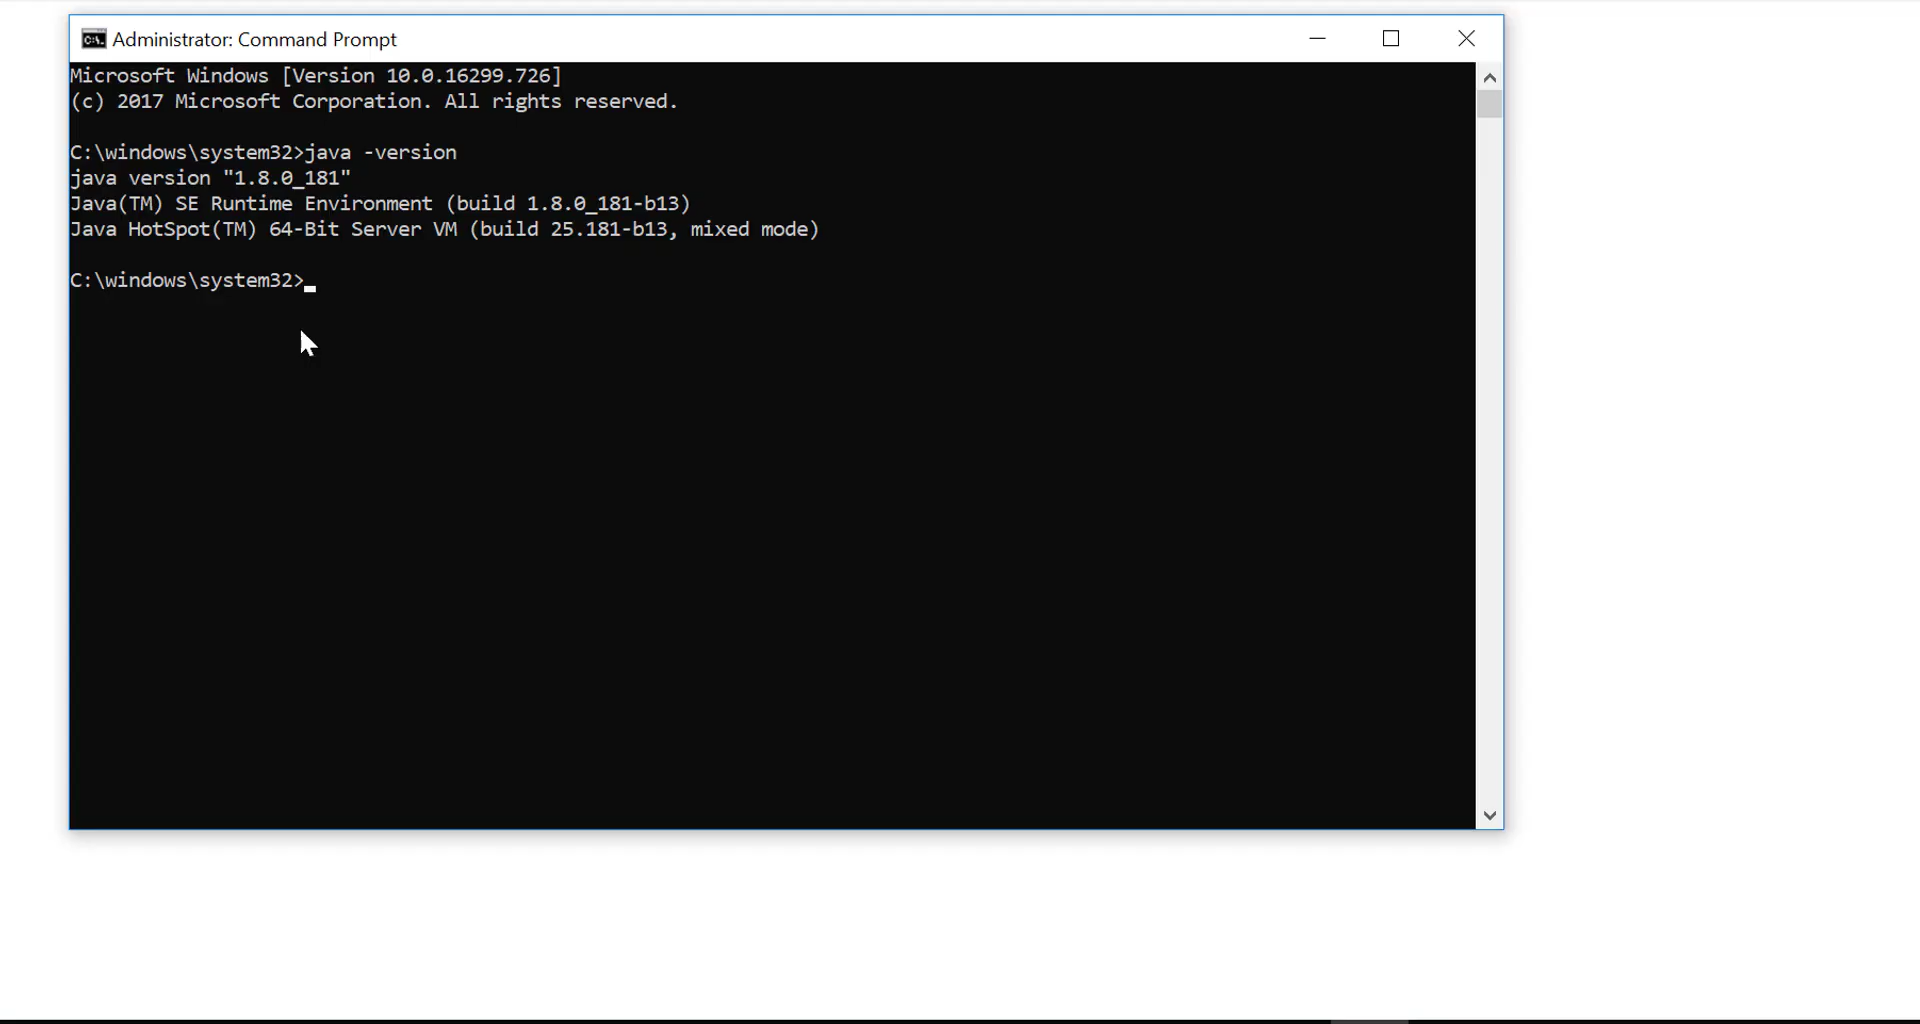 Administrator: Command Prompt
Microsoft Windows [Version 10.0.16299.726]
(c) 2017 Microsoft Corporation. All rights reserved.
C:\windows\system32>java -version
java version "1.8.0_181"
Java(TM) SE Runtime Environment (build 1.8.0_181-b13)
Java HotSpot(TM) 64-Bit Server VM (build 25.181-b13, mixed mode)
C:\windows\system32>